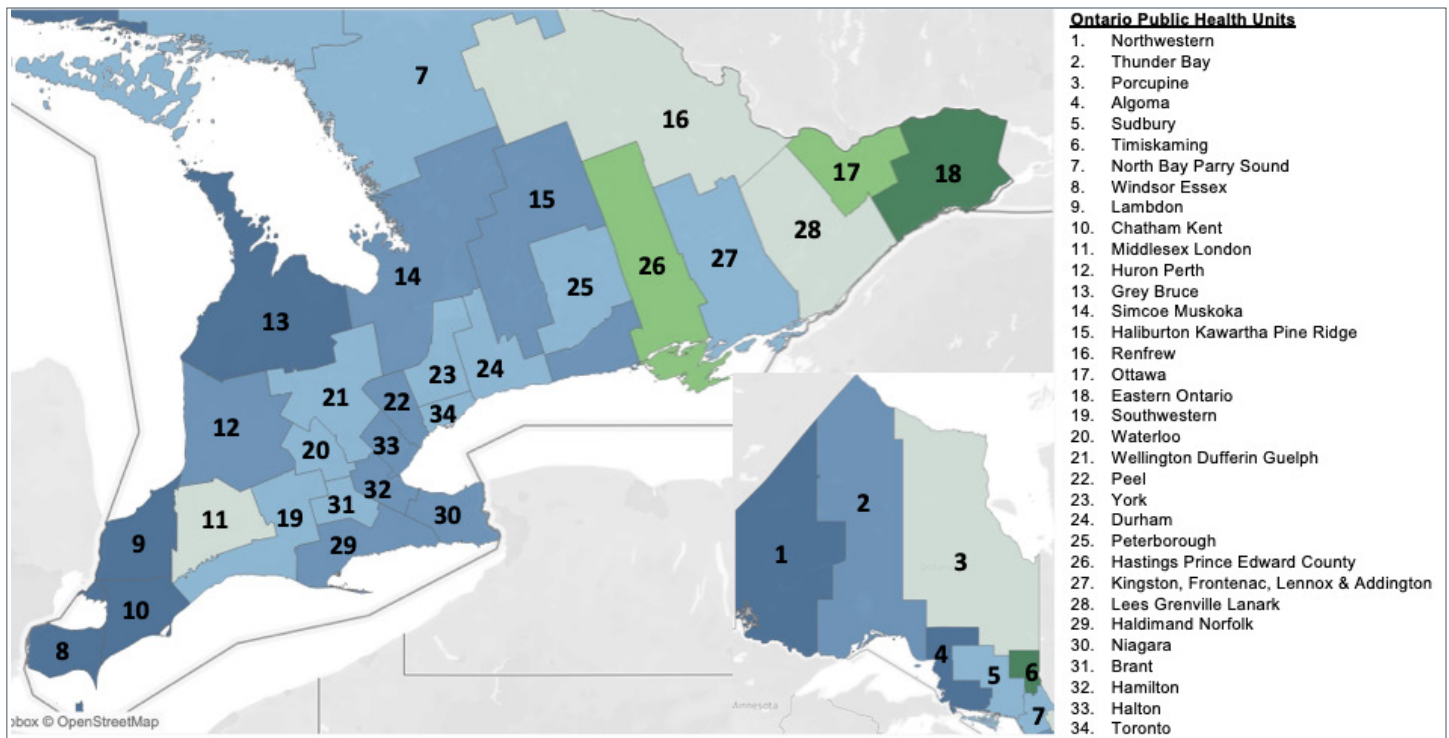 7
16
17
18
15
28
14
26
27
25
13
23
24
21
22
34
12
33
20
32
11
19
31
30
9
29
10
8
2
1
3
4
5
6
7
Minnesota
box © OpenStreetMap
Ontario Public Health Units
1. Northwestern
2. Thunder Bay
3. Porcupine
4. Algoma
5. Sudbury
6. Timiskaming
7. North Bay Parry Sound
8. Windsor Essex
9. Lambdon
10. Chatham Kent
11. Middlesex London
12. Huron Perth
13. Grey Bruce
14. Simcoe Muskoka
15. Haliburton Kawartha Pine Ridge
16. Renfrew
17. Ottawa
18. Eastern Ontario
19. Southwestern
20. Waterloo
21. Wellington Dufferin Guelph
22. Peel
23. York
24. Durham
25. Peterborough
26. Hastings Prince Edward County
27. Kingston, Frontenac, Lennox & Addington
28. Lees Grenville Lanark
29. Haldimand Norfolk
30. Niagara
31. Brant
32. Hamilton
33. Halton
34. Toronto